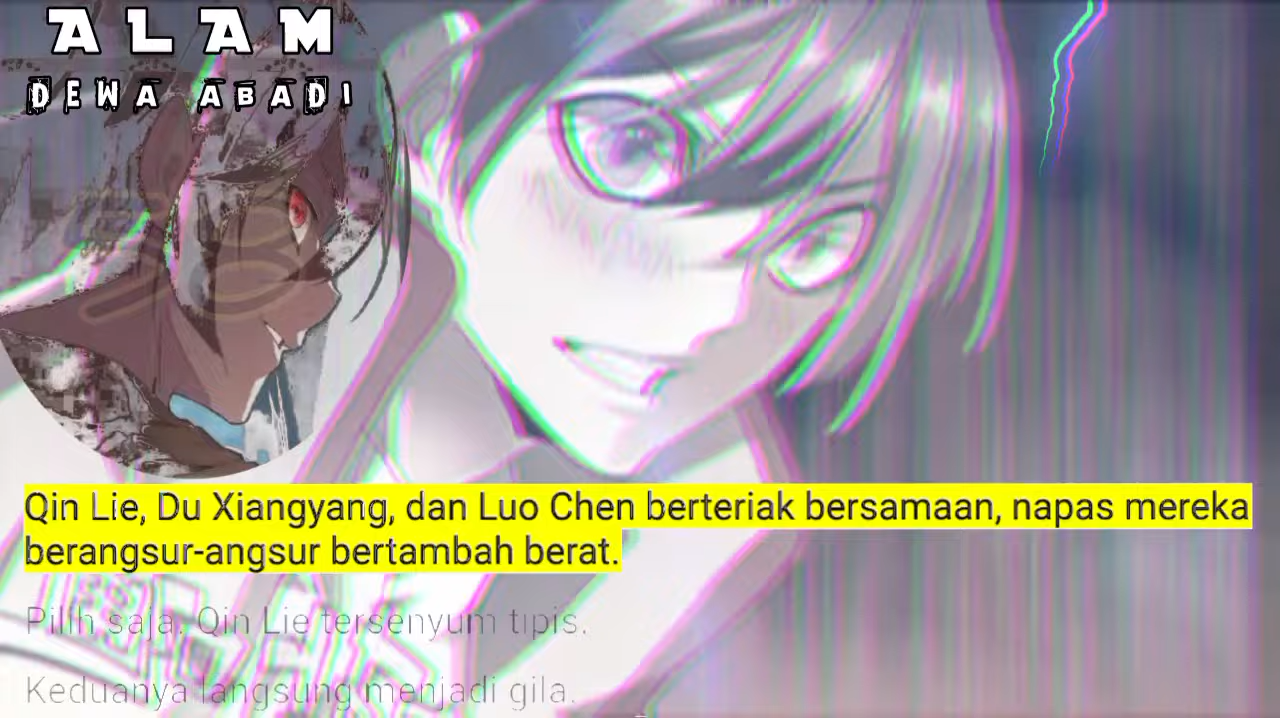 ALAM
DEWA ABADI
Qin Lie, Du Xiangyang, dan Luo Chen berteriak bersamaan, napas mereka
berangsur-angsur bertambah berat.
Pilih saja. Qin Lie tersenyum tipis.
Keduanya langsung menjadi gila.